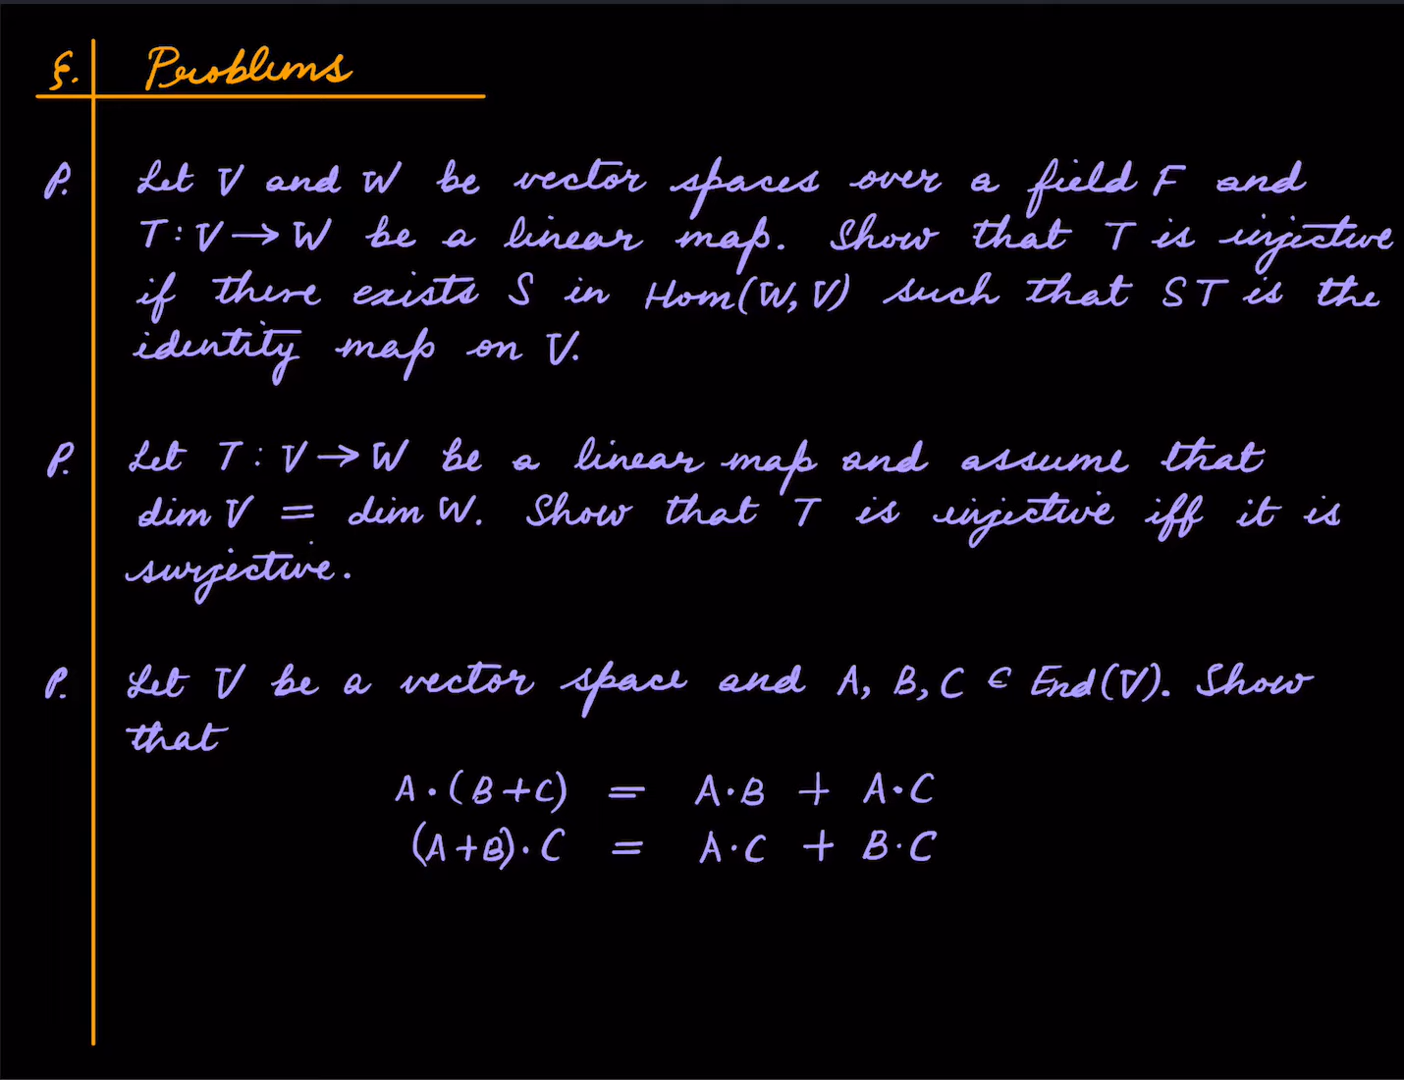 §. Problems
P. Let V and W be vector spaces over a field F and
T : V → W be a linear map. Show that T is injective
if there exists S in Hom(W, V) such that ST is the
identity map on V.
P. Let T : V → W be a linear map and assume that
dim V = dim W. Show that T is injective iff it is
surjective.
P. Let V be a vector space and A, B, C ∈ End(V). Show
that
A · (B + C) = A · B + A · C
(A + B) · C = A · C + B · C